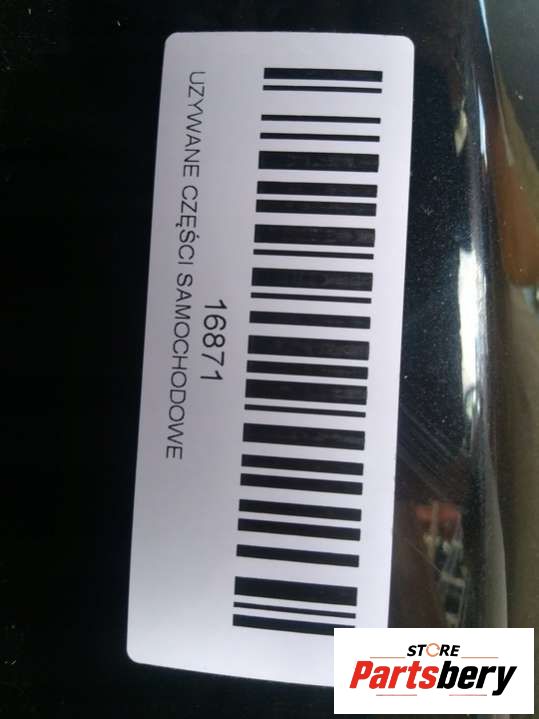 16871
UZYWANE CZĘŚCI SAMOCHODOWE
STORE
Partsbery